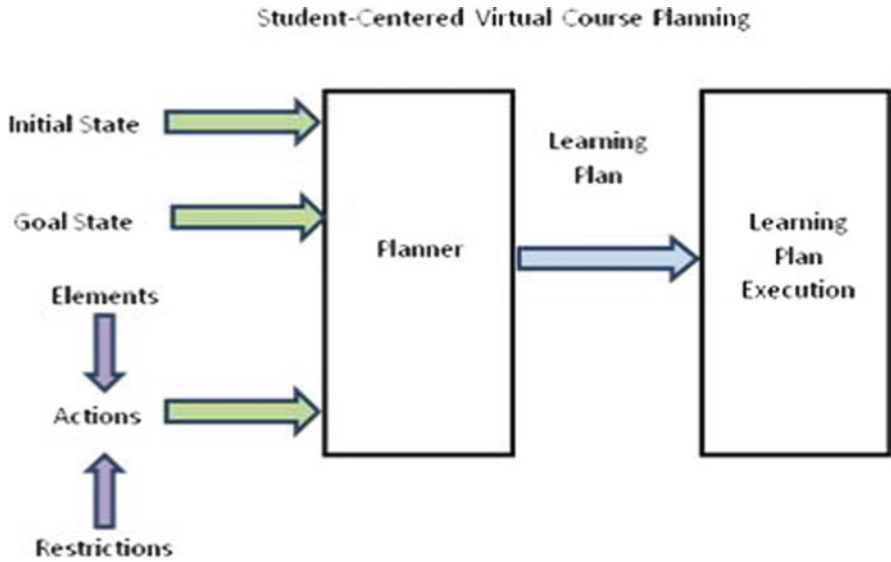 Student-Centered Virtual Course Planning
Initial State
Goal State
Elements
Actions
Restrictions
Planner
Learning
Plan
Learning
Plan
Execution